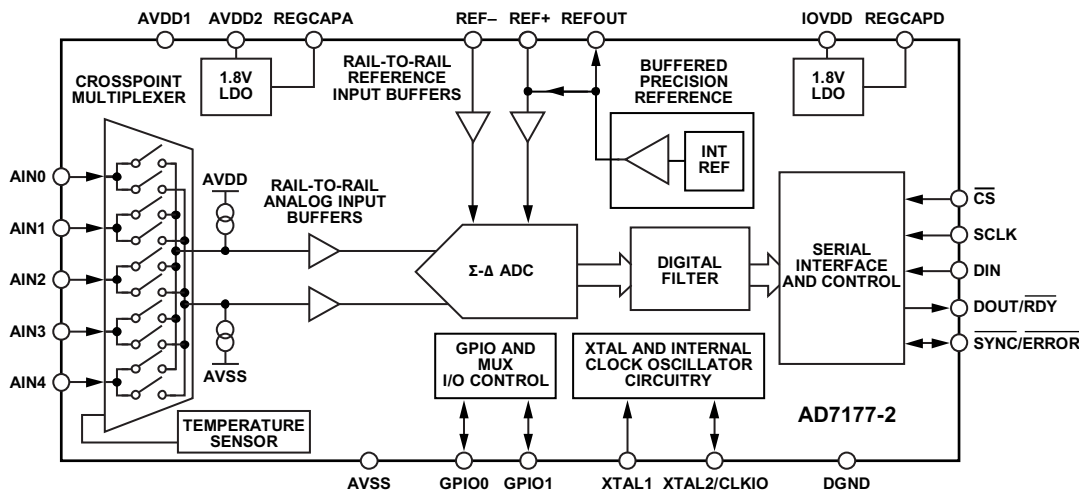 AVDD1
AVDD2
REGCAPA
REF–
REF+
REFOUT
IOVDD
REGCAPD
CROSSPOINT
MULTIPLEXER
1.8V
LDO
RAIL-TO-RAIL
REFERENCE
INPUT BUFFERS
BUFFERED
PRECISION
REFERENCE
INT
REF
1.8V
LDO
AIN0
AIN1
AIN2
AIN3
AIN4
AVDD
RAIL-TO-RAIL
ANALOG INPUT
BUFFERS
AVSS
Σ-Δ ADC
DIGITAL
FILTER
SERIAL
INTERFACE
AND CONTROL
CS
SCLK
DIN
DOUT/RDY
SYNC/ERROR
GPIO AND
MUX
I/O CONTROL
XTAL AND INTERNAL
CLOCK OSCILLATOR
CIRCUITRY
TEMPERATURE
SENSOR
AD7177-2
AVSS
GPIO0
GPIO1
XTAL1
XTAL2/CLKIO
DGND